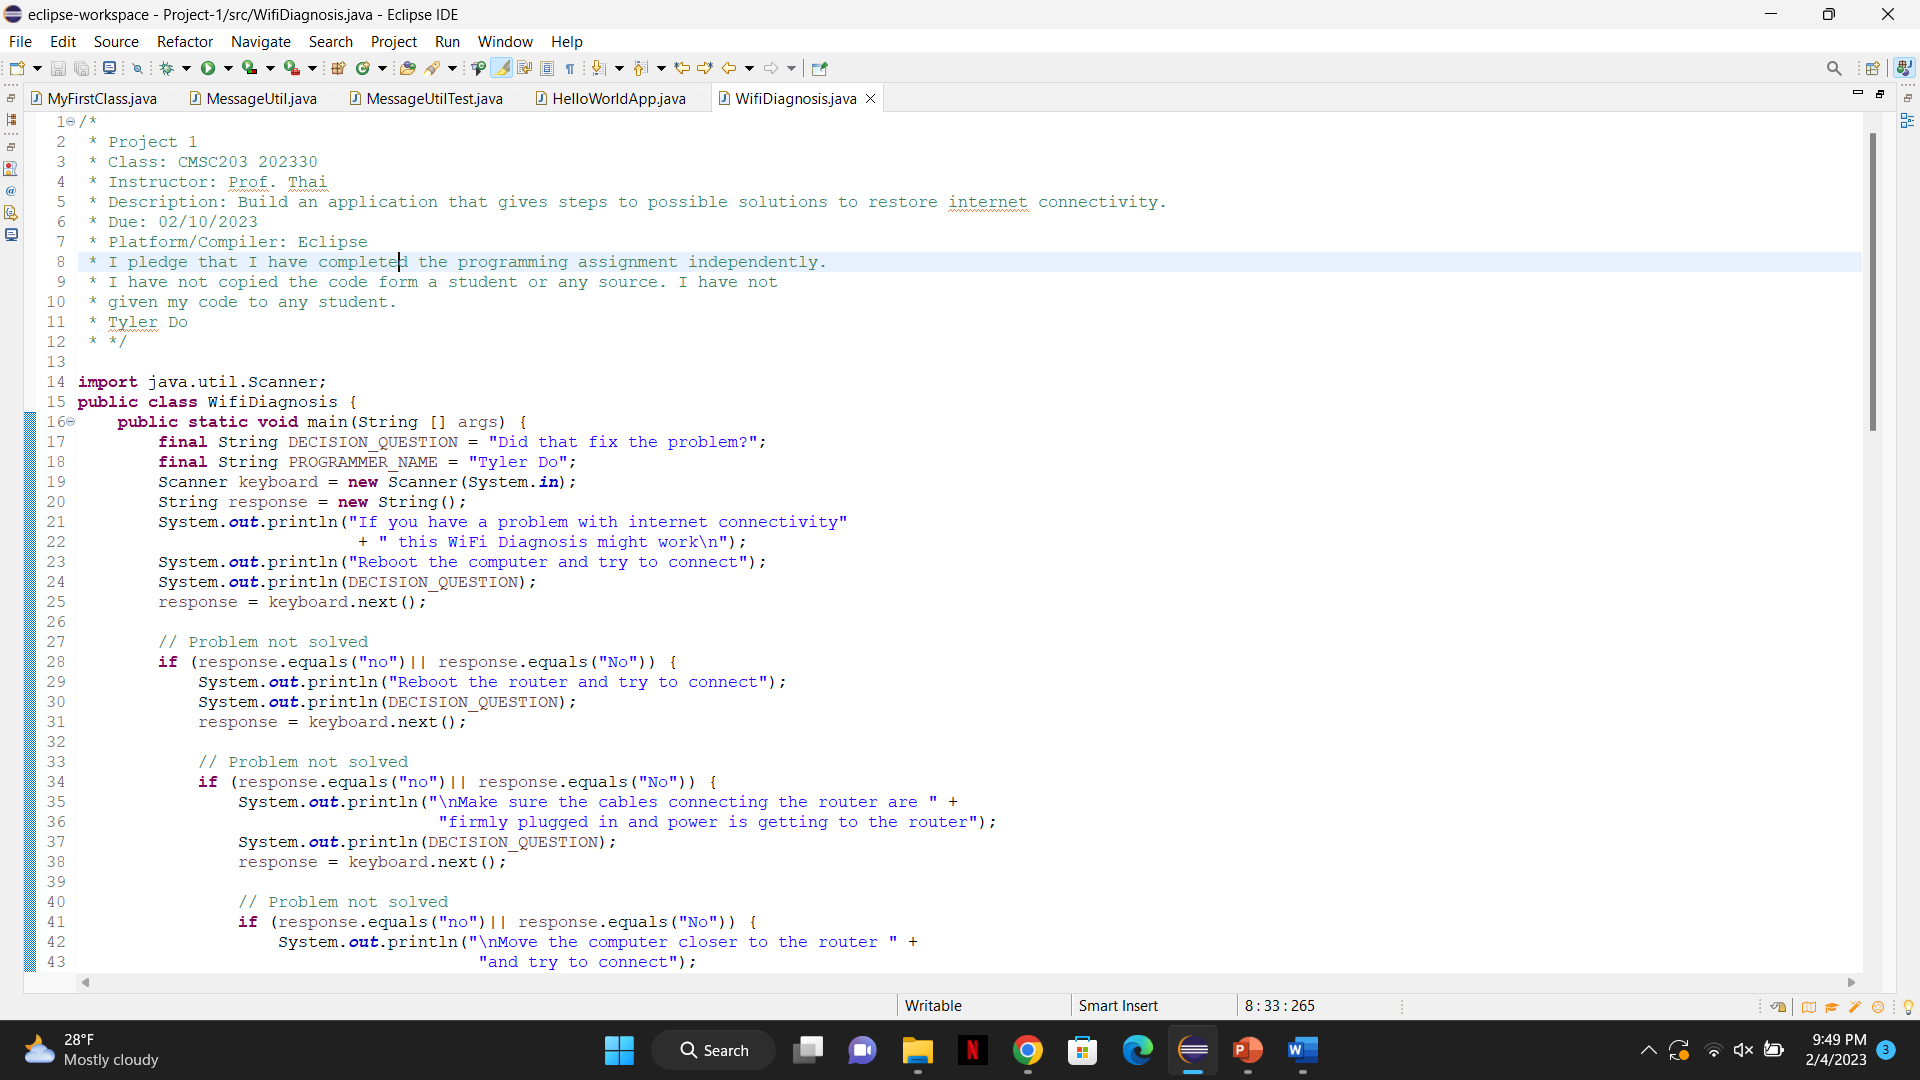 eclipse-workspace - Project-1/src/WifiDiagnosis.java - Eclipse IDE
File Edit Source Refactor Navigate Search Project Run Window Help
MyFirstClass.java MessageUtil.java MessageUtilTest.java HelloWorldApp.java WifiDiagnosis.java
1 /*
2  * Project 1
3  * Class: CMSC203 202330
4  * Instructor: Prof. Thai
5  * Description: Build an application that gives steps to possible solutions to restore internet connectivity.
6  * Due: 02/10/2023
7  * Platform/Compiler: Eclipse
8  * I pledge that I have completed the programming assignment independently.
9  * I have not copied the code form a student or any source. I have not
10  * given my code to any student.
11  * Tyler Do
12  * */
13
14 import java.util.Scanner;
15 public class WifiDiagnosis {
16     public static void main(String [] args) {
17         final String DECISION_QUESTION = "Did that fix the problem?";
18         final String PROGRAMMER_NAME = "Tyler Do";
19         Scanner keyboard = new Scanner(System.in);
20         String response = new String();
21         System.out.println("If you have a problem with internet connectivity"
22                             + " this WiFi Diagnosis might work\n");
23         System.out.println("Reboot the computer and try to connect");
24         System.out.println(DECISION_QUESTION);
25         response = keyboard.next();
26
27         // Problem not solved
28         if (response.equals("no")|| response.equals("No")) {
29             System.out.println("Reboot the router and try to connect");
30             System.out.println(DECISION_QUESTION);
31             response = keyboard.next();
32
33             // Problem not solved
34             if (response.equals("no")|| response.equals("No")) {
35                 System.out.println("\nMake sure the cables connecting the router are " +
36                                     "firmly plugged in and power is getting to the router");
37                 System.out.println(DECISION_QUESTION);
38                 response = keyboard.next();
39
40                 // Problem not solved
41                 if (response.equals("no")|| response.equals("No")) {
42                     System.out.println("\nMove the computer closer to the router " +
43                                         "and try to connect");
Writable Smart Insert 8 : 33 : 265
28°F
Mostly cloudy
Search
9:49 PM
2/4/2023
3